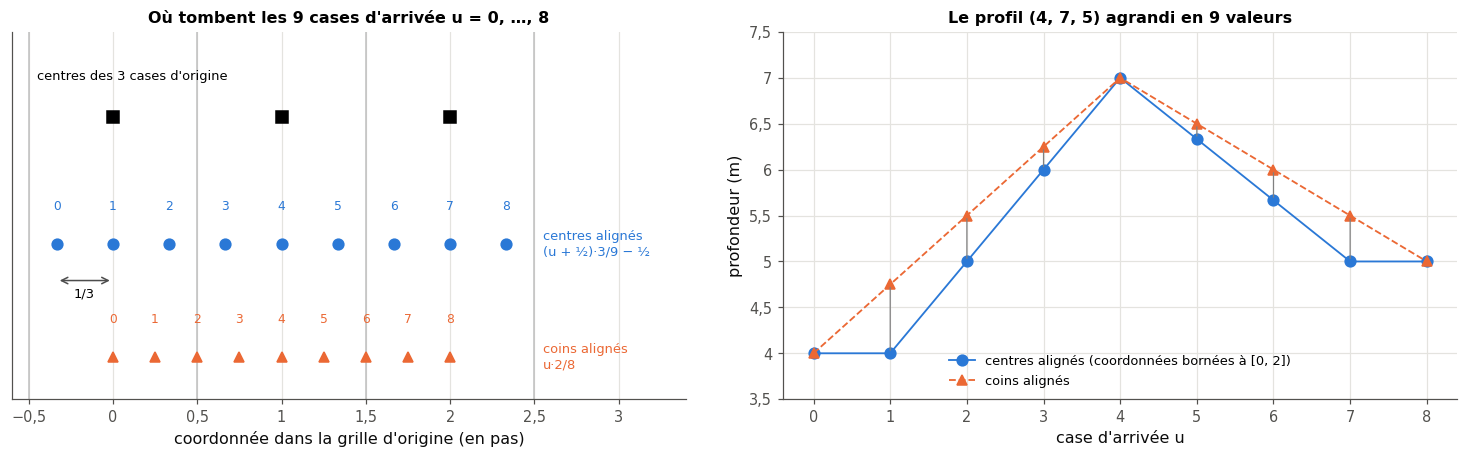 Où tombent les 9 cases d'arrivée u = 0, …, 8
centres des 3 cases d'origine
0 1 2 3 4 5 6 7 8
centres alignés
(u + ½)·3/9 − ½
1/3
0 1 2 3 4 5 6 7 8
coins alignés
u·2/8
−0,5 0 0,5 1 1,5 2 2,5 3
coordonnée dans la grille d'origine (en pas)
Le profil (4, 7, 5) agrandi en 9 valeurs
7,5
7
6,5
6
5,5
5
4,5
4
3,5
profondeur (m)
centres alignés (coordonnées bornées à [0, 2])
coins alignés
0 1 2 3 4 5 6 7 8
case d'arrivée u